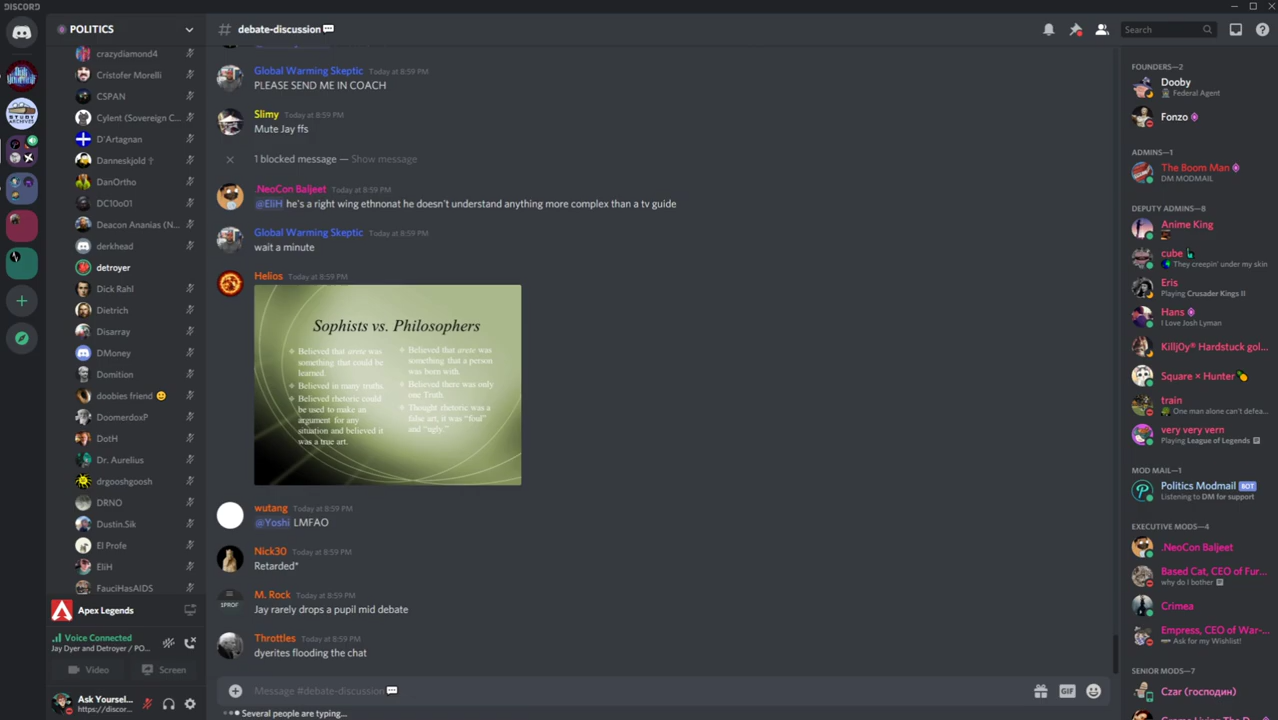 DISCORD
POLITICS
crazydiamond4
Cristofer Morelli
CSPAN
Cylent (Sovereign C...
D'Artagnan
Danneskjold †
DanOrtho
DC10o01
Deacon Ananias (N...
derkhead
detroyer
Dick Rahl
Dietrich
Disarray
DMoney
Domition
doobies friend 🙂
DoomerdoxP
DotH
Dr. Aurelius
drgooshgoosh
DRNO
Dustin.Sik
El Profe
EliH
FauciHasAIDS
Apex Legends
Voice Connected
Jay Dyer and Detroyer / PO...
Video
Screen
Ask Yoursel...
https://discor...
# debate-discussion💬
Search
Global Warming Skeptic Today at 8:59 PM
PLEASE SEND ME IN COACH
Slimy Today at 8:59 PM
Mute Jay ffs
1 blocked message — Show message
.NeoCon Baljeet Today at 8:59 PM
@EliH he's a right wing ethnonat he doesn't understand anything more complex than a tv guide
Global Warming Skeptic Today at 8:59 PM
wait a minute
Helios Today at 8:59 PM
Sophists vs. Philosophers
Believed that arete was
something that could be
learned.
Believed in many truths.
Believed rhetoric could
be used to make an
argument for any
situation and believed it
was a true art.
Believed that arete was
something that a person
was born with.
Believed there was only
one Truth.
Thought rhetoric was a
false art, it was "foul"
and "ugly."
wutang Today at 8:59 PM
@Yoshi LMFAO
Nick30 Today at 8:59 PM
Retarded*
1PROF
M. Rock Today at 8:59 PM
Jay rarely drops a pupil mid debate
Throttles Today at 8:59 PM
dyerites flooding the chat
Message #debate-discussion💬
GIF
Several people are typing...
FOUNDERS—2
Dooby
Federal Agent
Fonzo
ADMINS—1
The Boom Man
DM MODMAIL
DEPUTY ADMINS—8
Anime King
cube
They creepin' under my skin
Eris
Playing Crusader Kings II
Hans
I Love Josh Lyman
Killj0y® Hardstuck gol...
Square × Hunter 🍍
train
One man alone can't defea...
very very vern
Playing League of Legends
MOD MAIL—1
Politics Modmail BOT
Listening to DM for support
EXECUTIVE MODS—4
.NeoCon Baljeet
Based Cat, CEO of Fur...
why do I bother
Crimea
Empress, CEO of War-...
Ask for my Wishlist!
SENIOR MODS—7
Czar (господин)